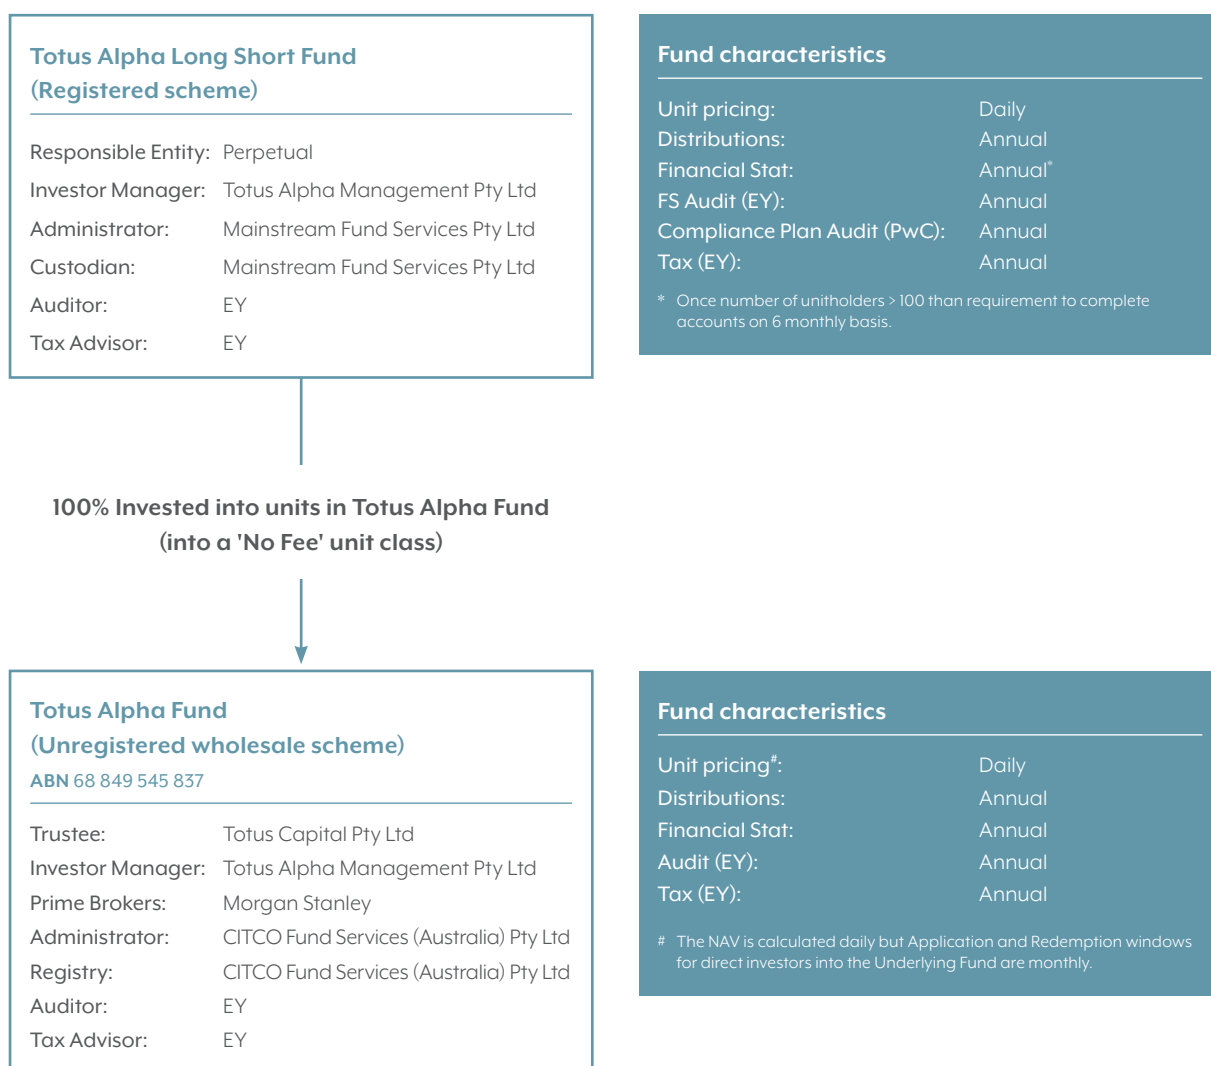 Totus Alpha Long Short Fund
(Registered scheme)
Responsible Entity: Perpetual
Investor Manager: Totus Alpha Management Pty Ltd
Administrator: Mainstream Fund Services Pty Ltd
Custodian: Mainstream Fund Services Pty Ltd
Auditor: EY
Tax Advisor: EY
Fund characteristics
Unit pricing: Daily
Distributions: Annual
Financial Stat: Annual*
FS Audit (EY): Annual
Compliance Plan Audit (PwC): Annual
Tax (EY): Annual
* Once number of unitholders > 100 than requirement to complete
accounts on 6 monthly basis.
100% Invested into units in Totus Alpha Fund
(into a 'No Fee' unit class)
Totus Alpha Fund
(Unregistered wholesale scheme)
ABN 68 849 545 837
Trustee: Totus Capital Pty Ltd
Investor Manager: Totus Alpha Management Pty Ltd
Prime Brokers: Morgan Stanley
Administrator: CITCO Fund Services (Australia) Pty Ltd
Registry: CITCO Fund Services (Australia) Pty Ltd
Auditor: EY
Tax Advisor: EY
Fund characteristics
Unit pricing#: Daily
Distributions: Annual
Financial Stat: Annual
Audit (EY): Annual
Tax (EY): Annual
# The NAV is calculated daily but Application and Redemption windows
for direct investors into the Underlying Fund are monthly.